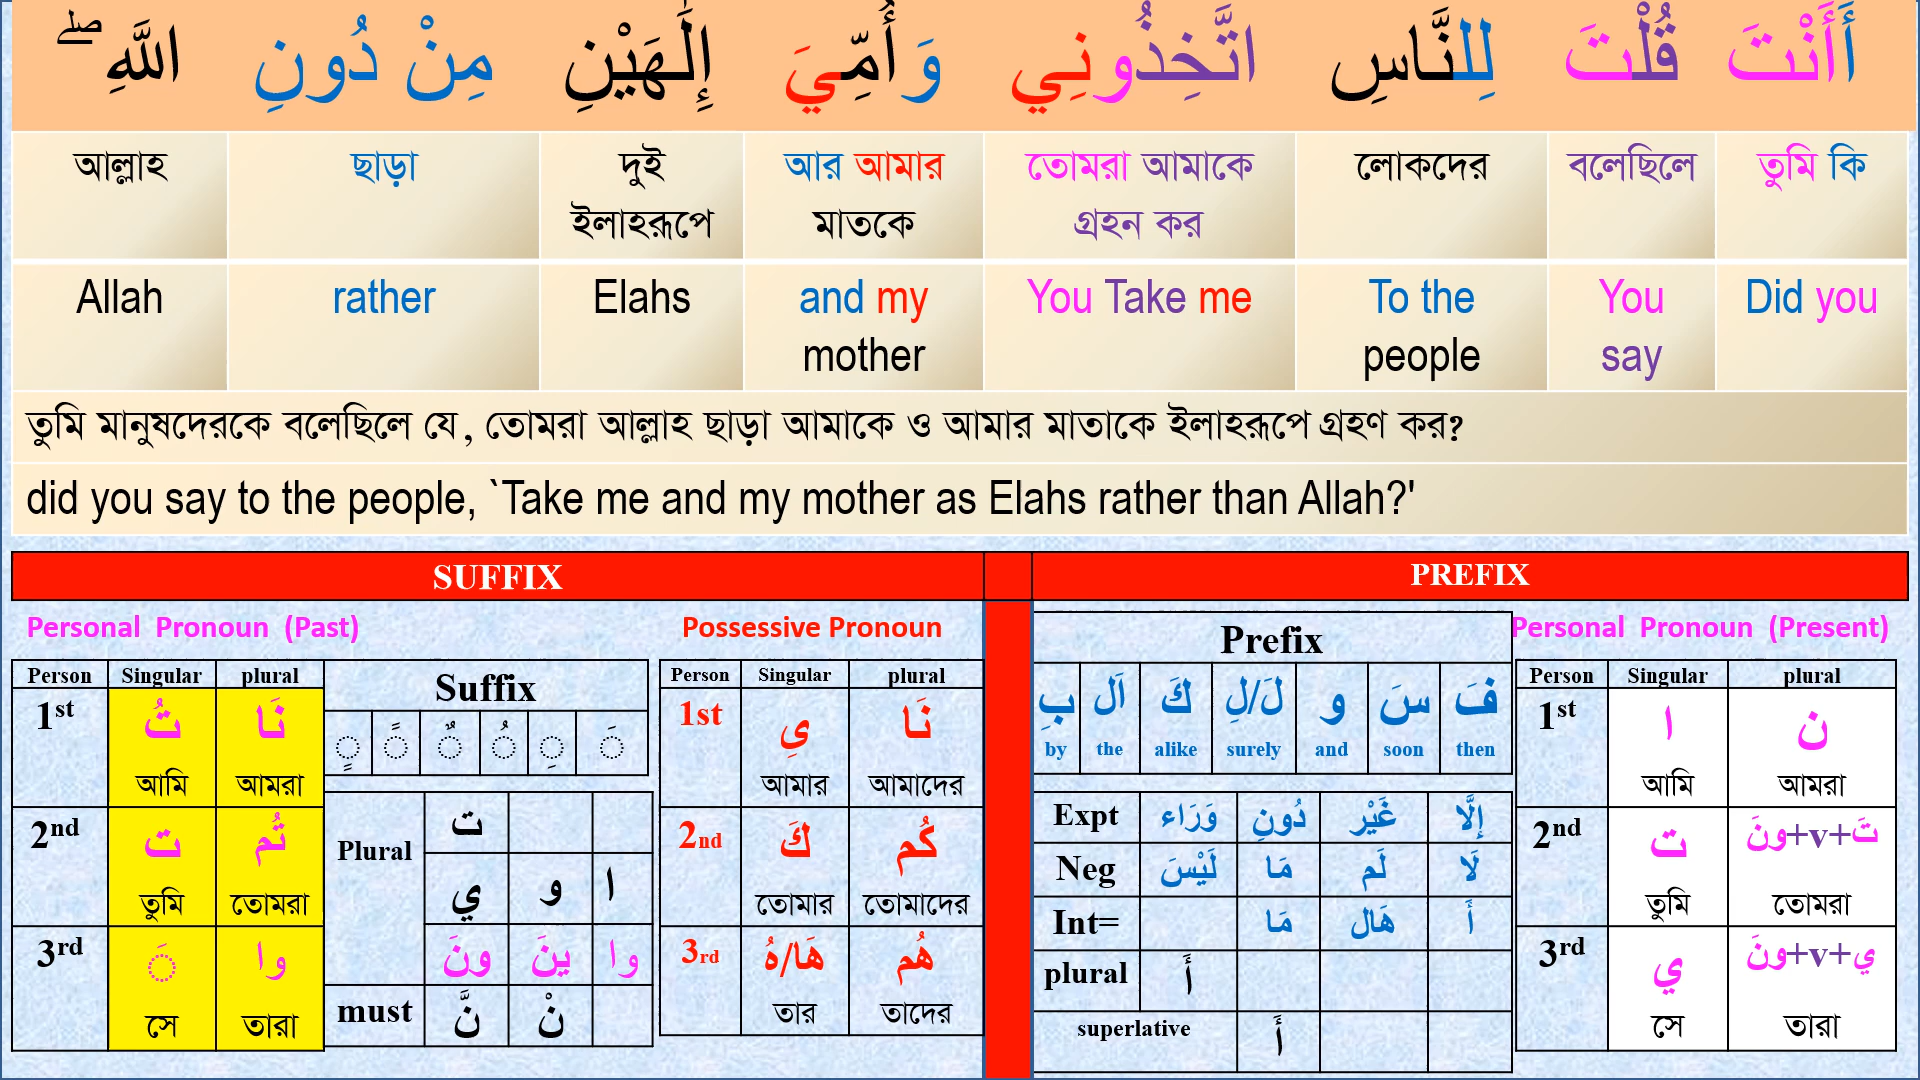 أَأَنْتَ قُلْتَ لِلنَّاسِ اتَّخِذُونِي وَأُمِّيَ إِلَٰهَيْنِ مِنْ دُونِ اللَّهِ ۖ
তুমি কি
বলেছিলে
লোকদের
তোমরা আমাকে
গ্রহন কর
আর আমার
মাতকে
দুই
ইলাহরূপে
ছাড়া
আল্লাহ
Did you
You
say
To the
people
You Take me
and my
mother
Elahs
rather
Allah
তুমি মানুষদেরকে বলেছিলে যে, তোমরা আল্লাহ ছাড়া আমাকে ও আমার মাতাকে ইলাহরূপে গ্রহণ কর?
did you say to the people, `Take me and my mother as Elahs rather than Allah?'
SUFFIX
PREFIX
Personal Pronoun (Past)
Person Singular plural
1st تُ نَا
আমি আমরা
2nd ت تُم
তুমি তোমরা
3rd َ وا
সে তারা
Suffix
ٍ ً ٌ ُ ِ َ
Plural
ت
ي و ا
ونَ ينَ وا
must نَّ نْ
Possessive Pronoun
Person Singular plural
1st ىِ نَا
আমার আমাদের
2nd كَ كُم
তোমার তোমাদের
3rd هَا/هُ هُم
তার তাদের
Prefix
بِ اَل كَ لَ/لِ و سَ فَ
by the alike surely and soon then
Expt وَرَاء دُونِ غَيْر إِلَّا
Neg لَيْسَ مَا لَم لَا
Int= مَا هَال أَ
plural أَ
superlative أَ
Personal Pronoun (Present)
Person Singular plural
1st ا ن
আমি আমরা
2nd ت تَ+v+ونَ
তুমি তোমরা
3rd ي ي+v+ونَ
সে তারা